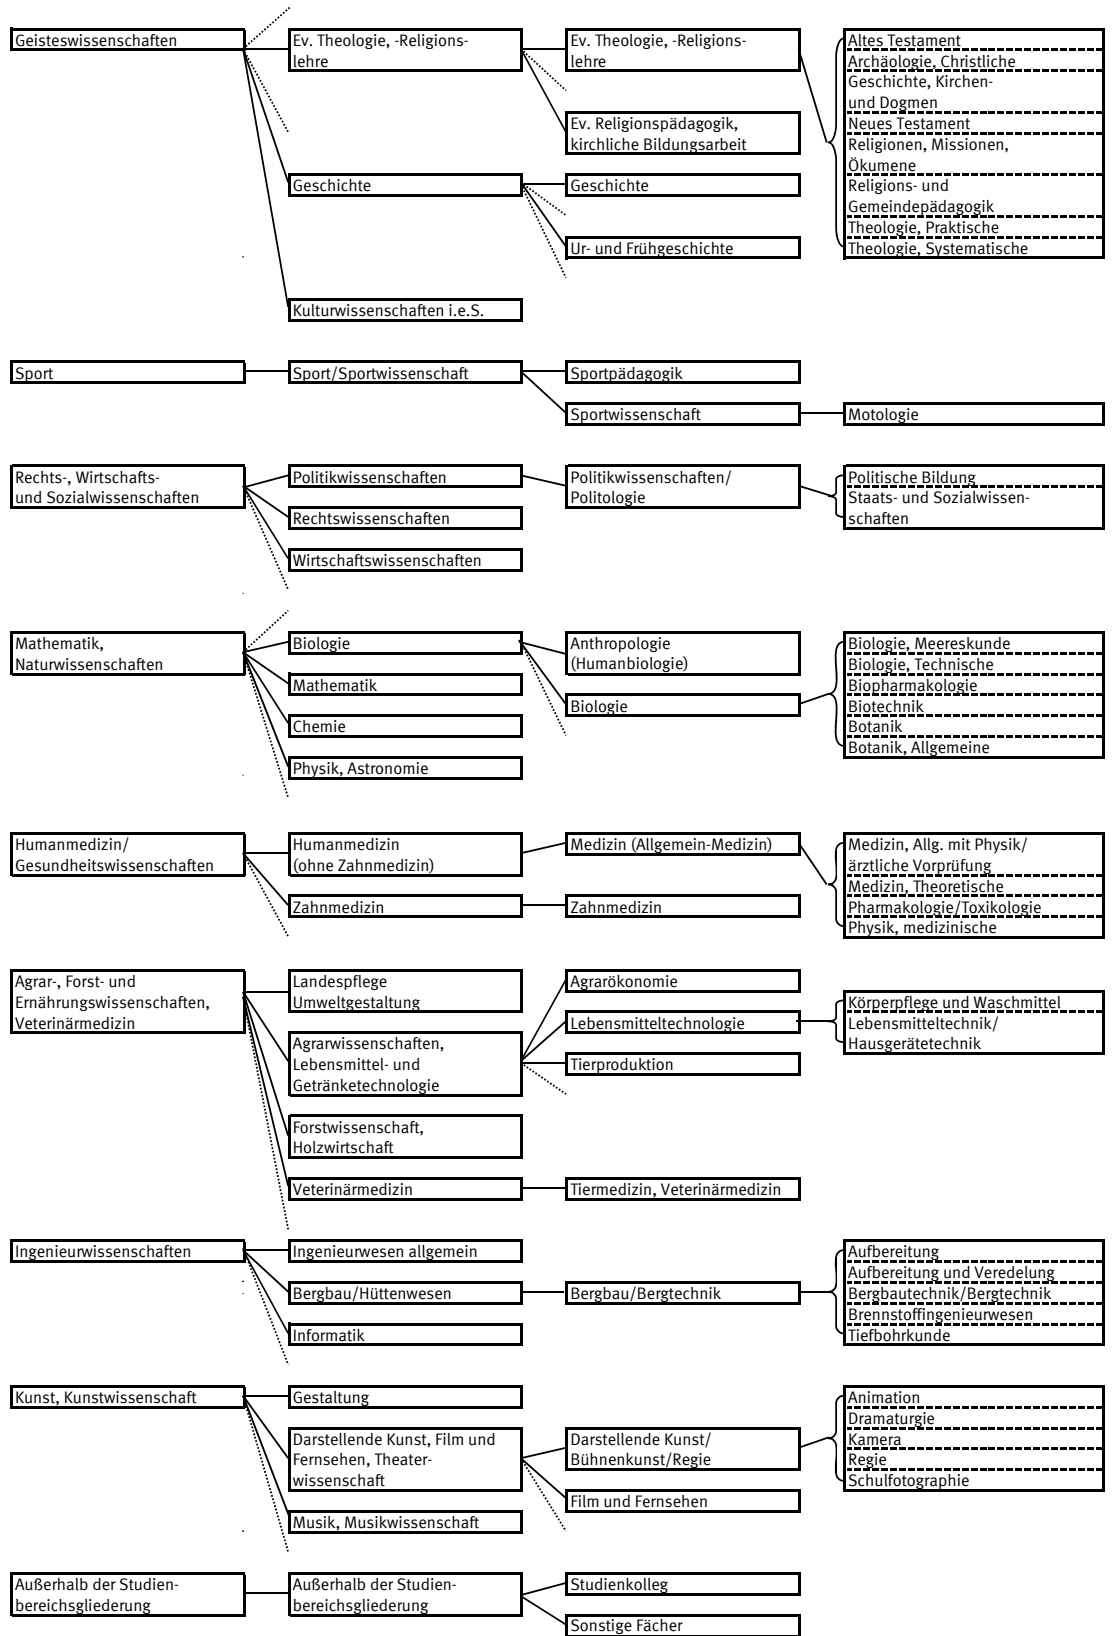 Geisteswissenschaften
Ev. Theologie, -Religions-
lehre
Ev. Theologie, -Religions-
lehre
Altes Testament
Archäologie, Christliche
Geschichte, Kirchen-
und Dogmen
Neues Testament
Religionen, Missionen,
Ökumene
Religions- und
Gemeindepädagogik
Theologie, Praktische
Theologie, Systematische
Ev. Religionspädagogik,
kirchliche Bildungsarbeit
Geschichte
Geschichte
Ur- und Frühgeschichte
Kulturwissenschaften i.e.S.
Sport
Sport/Sportwissenschaft
Sportpädagogik
Sportwissenschaft
Motologie
Rechts-, Wirtschafts-
und Sozialwissenschaften
Politikwissenschaften
Politikwissenschaften/
Politologie
Politische Bildung
Staats- und Sozialwissen-
schaften
Rechtswissenschaften
Wirtschaftswissenschaften
Mathematik,
Naturwissenschaften
Biologie
Anthropologie
(Humanbiologie)
Biologie, Meereskunde
Biologie, Technische
Biopharmakologie
Biotechnik
Botanik
Botanik, Allgemeine
Mathematik
Biologie
Chemie
Physik, Astronomie
Humanmedizin/
Gesundheitswissenschaften
Humanmedizin
(ohne Zahnmedizin)
Medizin (Allgemein-Medizin)
Medizin, Allg. mit Physik/
ärztliche Vorprüfung
Medizin, Theoretische
Pharmakologie/Toxikologie
Physik, medizinische
Zahnmedizin
Zahnmedizin
Agrar-, Forst- und
Ernährungswissenschaften,
Veterinärmedizin
Landespflege
Umweltgestaltung
Agrarökonomie
Körperpflege und Waschmittel
Lebensmitteltechnik/
Hausgerätetechnik
Agrarwissenschaften,
Lebensmittel- und
Getränketechnologie
Lebensmitteltechnologie
Tierproduktion
Forstwissenschaft,
Holzwirtschaft
Veterinärmedizin
Tiermedizin, Veterinärmedizin
Ingenieurwissenschaften
Ingenieurwesen allgemein
Aufbereitung
Aufbereitung und Veredelung
Bergbautechnik/Bergtechnik
Brennstoffingenieurwesen
Tiefbohrkunde
Bergbau/Hüttenwesen
Bergbau/Bergtechnik
Informatik
Kunst, Kunstwissenschaft
Gestaltung
Animation
Dramaturgie
Kamera
Regie
Schulfotographie
Darstellende Kunst, Film und
Fernsehen, Theater-
wissenschaft
Darstellende Kunst/
Bühnenkunst/Regie
Film und Fernsehen
Musik, Musikwissenschaft
Außerhalb der Studien-
bereichsgliederung
Außerhalb der Studien-
bereichsgliederung
Studienkolleg
Sonstige Fächer